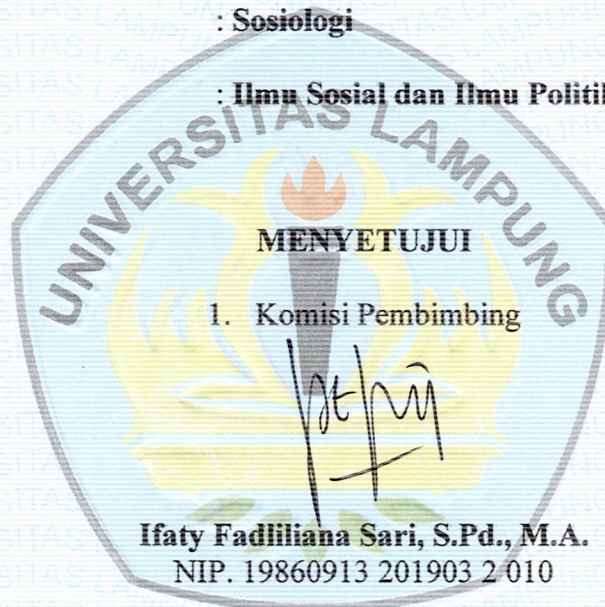 : Sosiologi
: Ilmu Sosial dan Ilmu Politik
UNIVERSITAS LAMPUNG
MENYETUJUI
1. Komisi Pembimbing
Ifaty Fadliliana Sari, S.Pd., M.A.
NIP. 19860913 201903 2 010